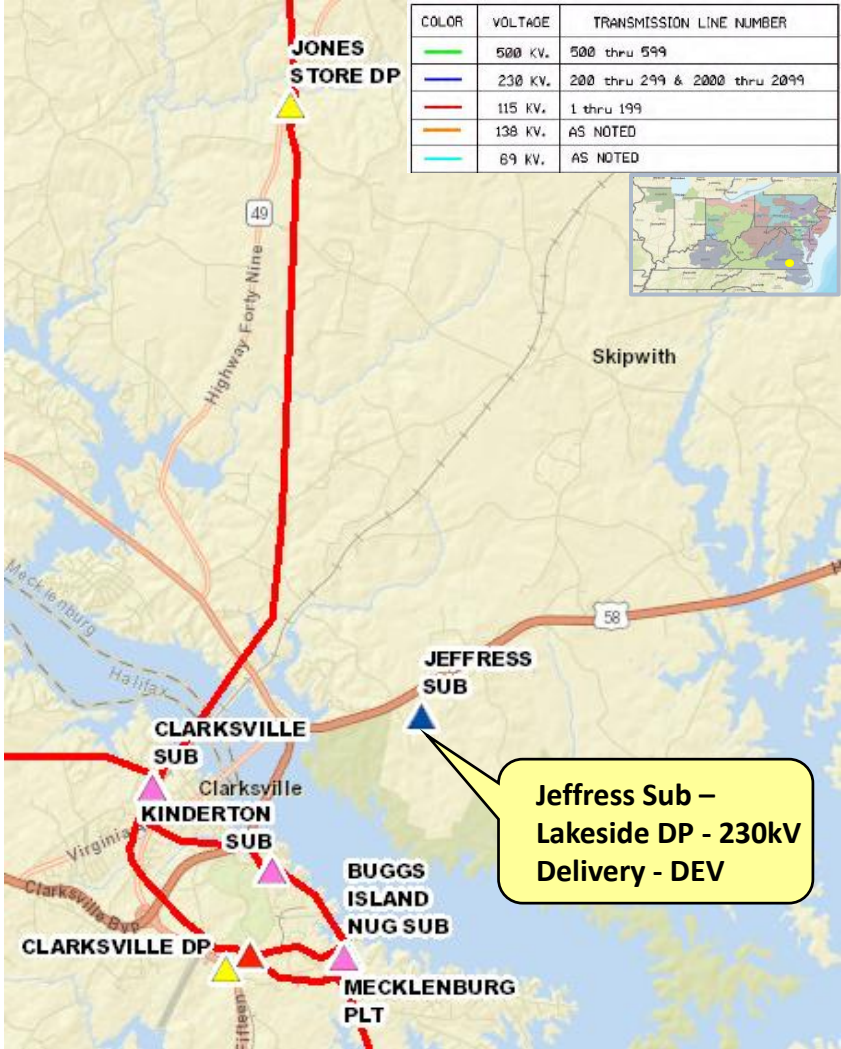 COLOR VOLTAGE TRANSMISSION LINE NUMBER
500 KV. 500 thru 599
230 KV. 200 thru 299 & 2000 thru 2099
115 KV. 1 thru 199
138 KV. AS NOTED
69 KV. AS NOTED
JONES
STORE DP
49
Highway Forty Nine
Skipwith
58
Mecklenburg
Halifax
JEFFRESS
SUB
CLARKSVILLE
SUB
Clarksville
KINDERTON
SUB
Virginia
Clarksville Byp
BUGGS
ISLAND
NUG SUB
CLARKSVILLE DP
MECKLENBURG
PLT
Fifteen
Jeffress Sub –
Lakeside DP - 230kV
Delivery - DEV